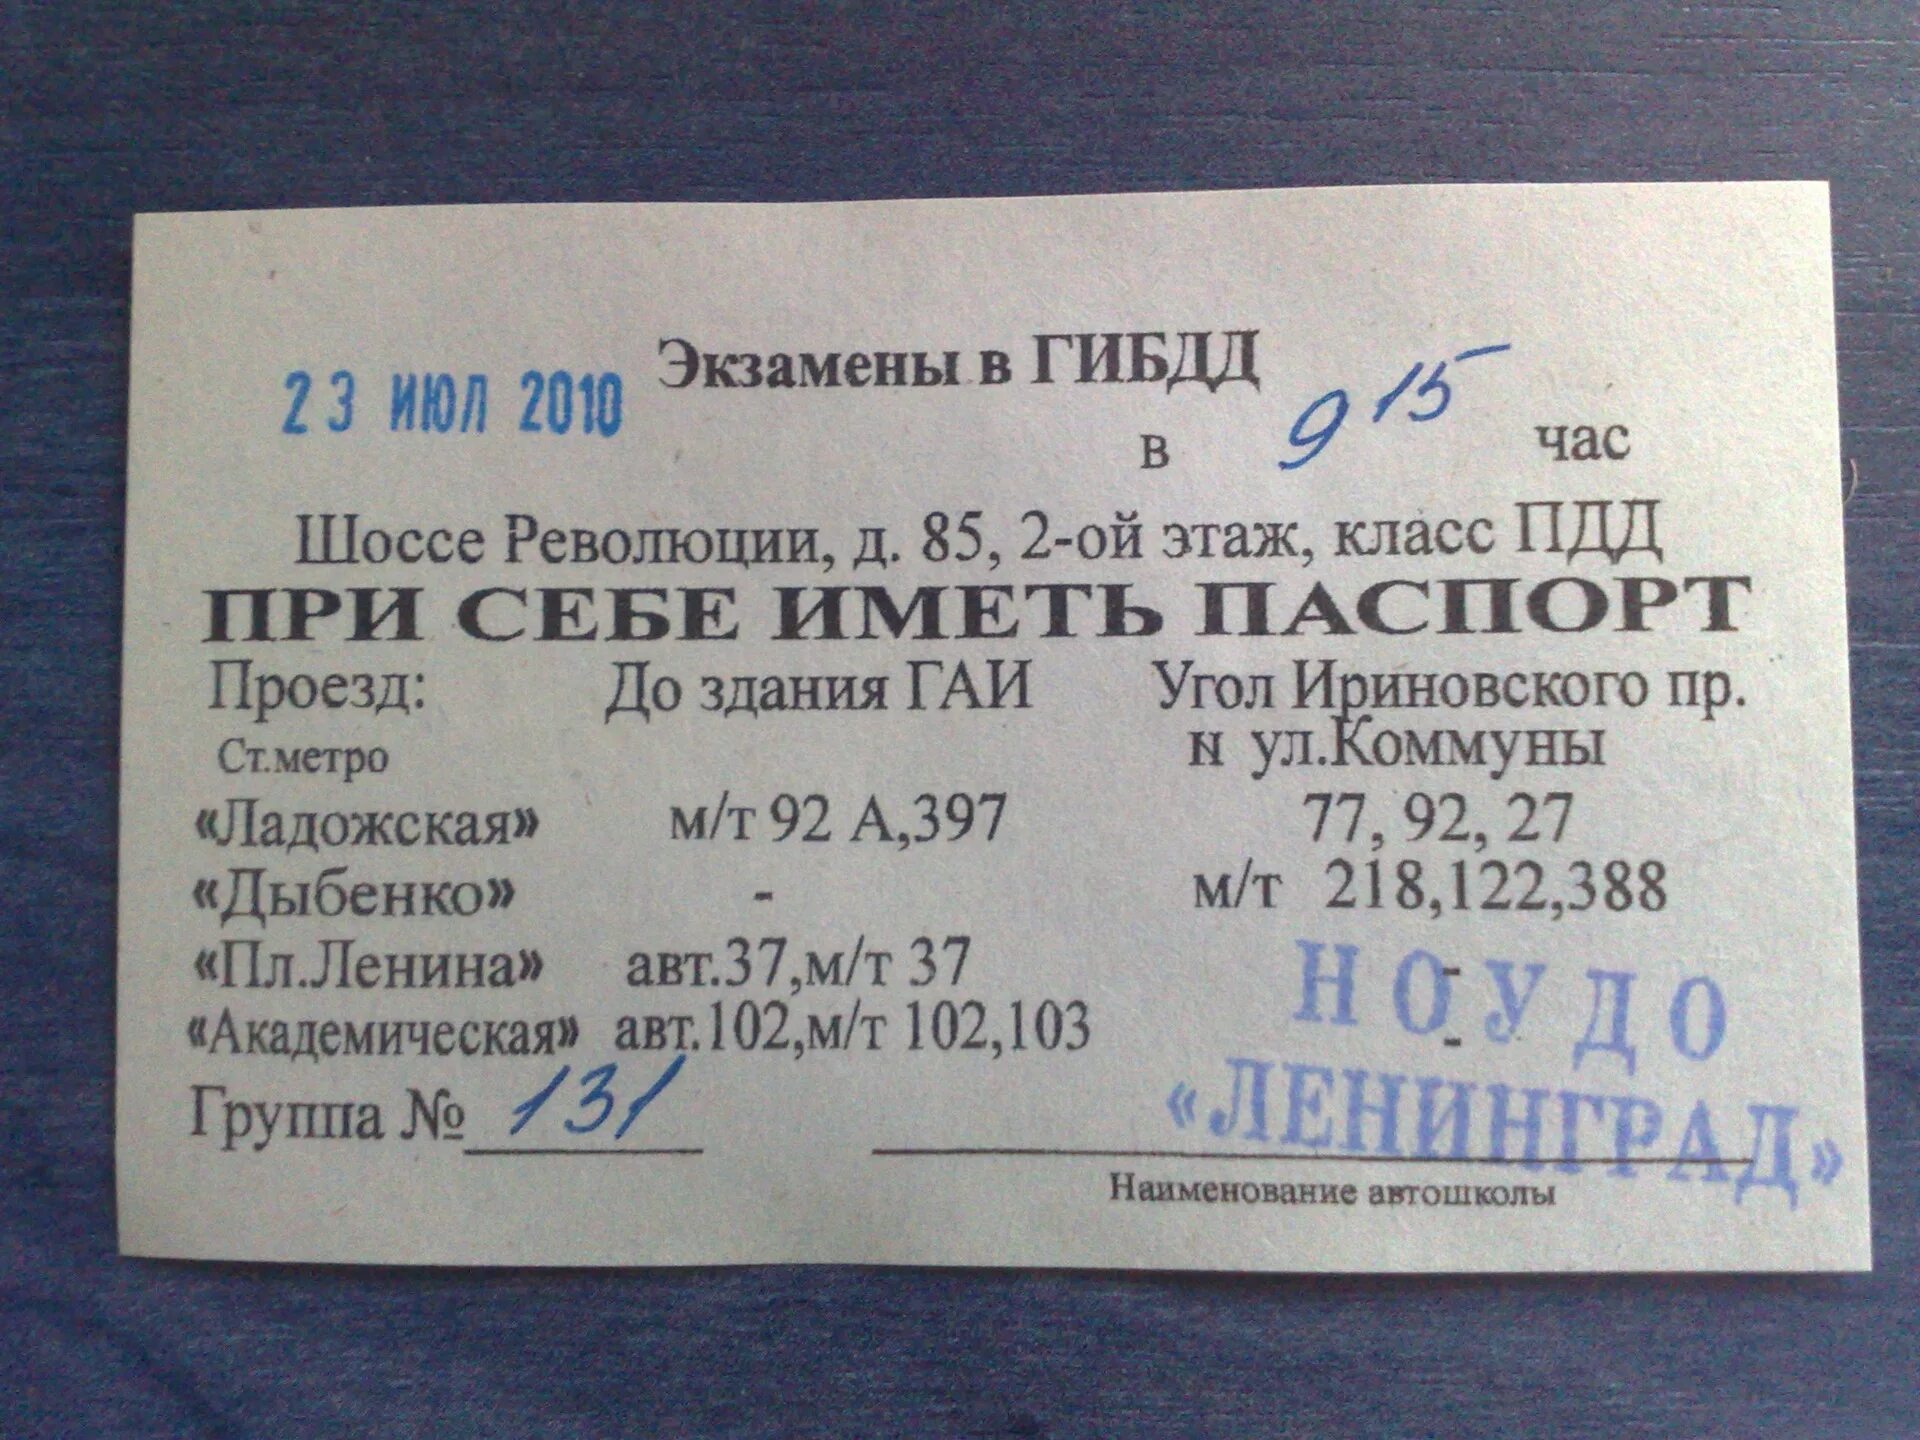 Экзамены в ГИБДД
23 ИЮЛ 2010 в 9 15 час
Шоссе Революции, д. 85, 2-ой этаж, класс ПДД
ПРИ СЕБЕ ИМЕТЬ ПАСПОРТ
Проезд: До здания ГАИ Угол Ириновского пр.
Ст.метро и ул.Коммуны
«Ладожская» м/т 92 А,397 77, 92, 27
«Дыбенко» - м/т 218,122,388
«Пл.Ленина» авт.37,м/т 37 -
«Академическая» авт.102,м/т 102,103 -
НОУДО
«ЛЕНИНГРАД»
Группа № 131
Наименование автошколы